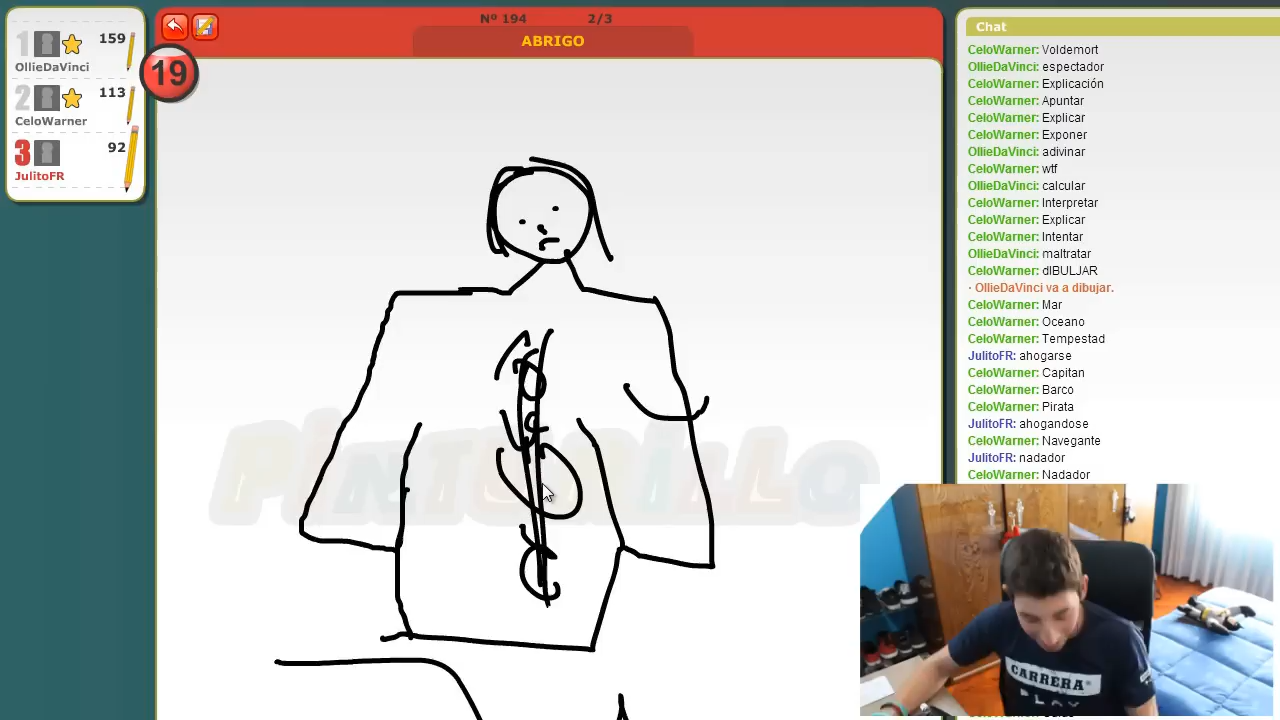 Nº 194 2/3
ABRIGO
1 159
OllieDaVinci
2 113
CeloWarner
3 92
JulitoFR
19
PINTURILLO
Chat
CeloWarner: Voldemort
OllieDaVinci: espectador
CeloWarner: Explicación
CeloWarner: Apuntar
CeloWarner: Explicar
CeloWarner: Exponer
OllieDaVinci: adivinar
CeloWarner: wtf
OllieDaVinci: calcular
CeloWarner: Interpretar
CeloWarner: Explicar
CeloWarner: Intentar
OllieDaVinci: maltratar
CeloWarner: dIBULJAR
· OllieDaVinci va a dibujar.
CeloWarner: Mar
CeloWarner: Oceano
CeloWarner: Tempestad
JulitoFR: ahogarse
CeloWarner: Capitan
CeloWarner: Barco
CeloWarner: Pirata
JulitoFR: ahogandose
CeloWarner: Navegante
JulitoFR: nadador
CeloWarner: Nadador
CARRERA
PLAY